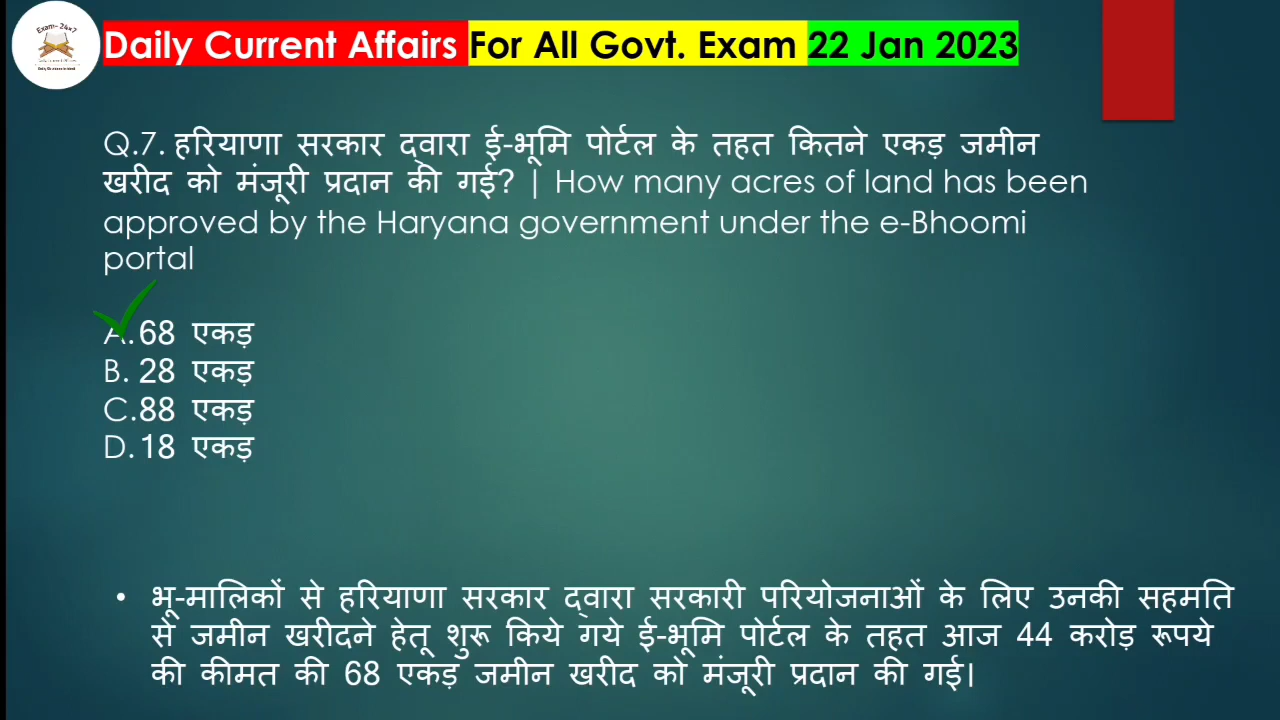 Exam- 24x7
Daily Current Affairs For All Govt. Exam 22 Jan 2023
Q.7. हरियाणा सरकार द्वारा ई-भूमि पोर्टल के तहत कितने एकड़ जमीन
खरीद को मंजूरी प्रदान की गई? | How many acres of land has been
approved by the Haryana government under the e-Bhoomi
portal
A. 68 एकड़
B. 28 एकड़
C. 88 एकड़
D. 18 एकड़
• भू-मालिकों से हरियाणा सरकार द्वारा सरकारी परियोजनाओं के लिए उनकी सहमति
से जमीन खरीदने हेतू शुरू किये गये ई-भूमि पोर्टल के तहत आज 44 करोड़ रूपये
की कीमत की 68 एकड़ जमीन खरीद को मंजूरी प्रदान की गई।